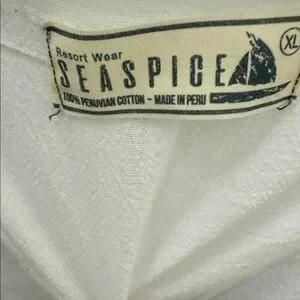 Resort Wear
SEASPICE
XL
100% PERUVIAN COTTON - MADE IN PERU